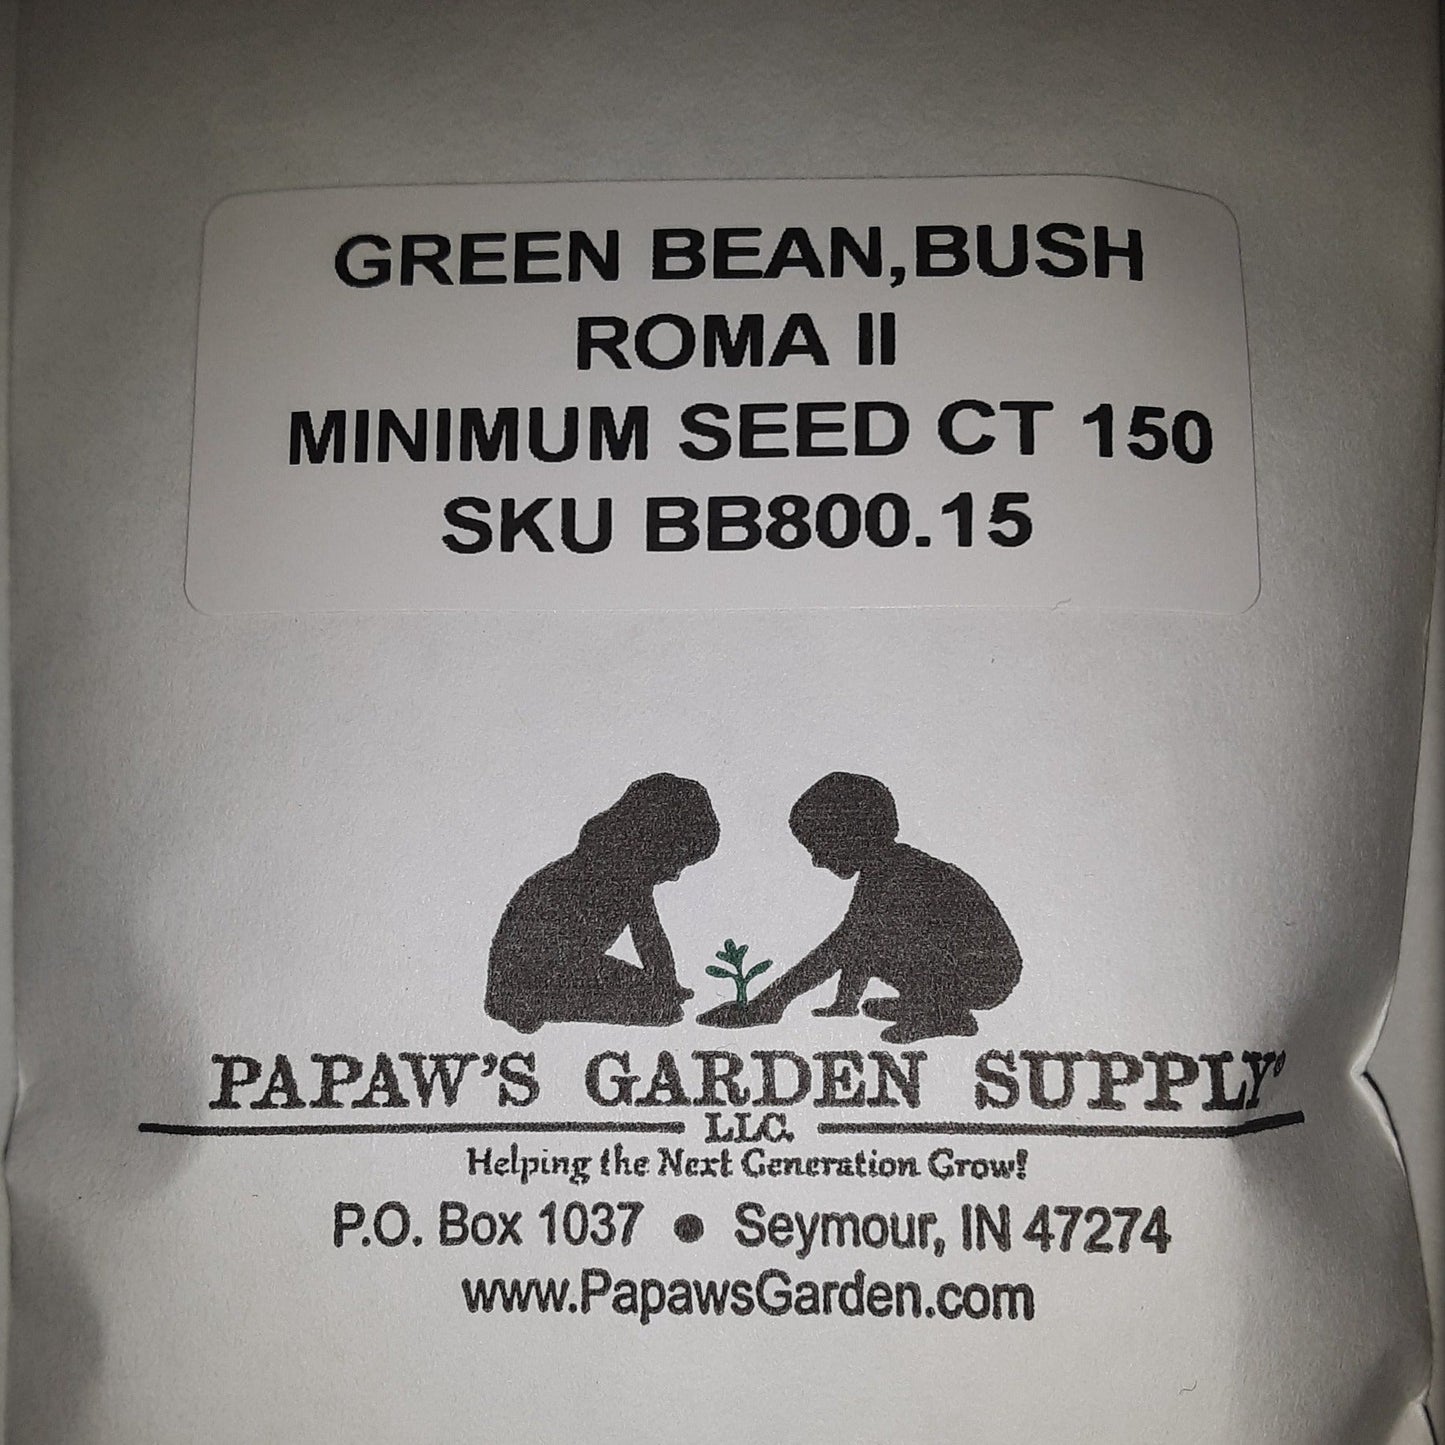 GREEN BEAN,BUSH
ROMA II
MINIMUM SEED CT 150
SKU BB800.15
PAPAW'S GARDEN SUPPLY®
LLC.
Helping the Next Generation Grow!
P.O. Box 1037 ● Seymour, IN 47274
www.PapawsGarden.com